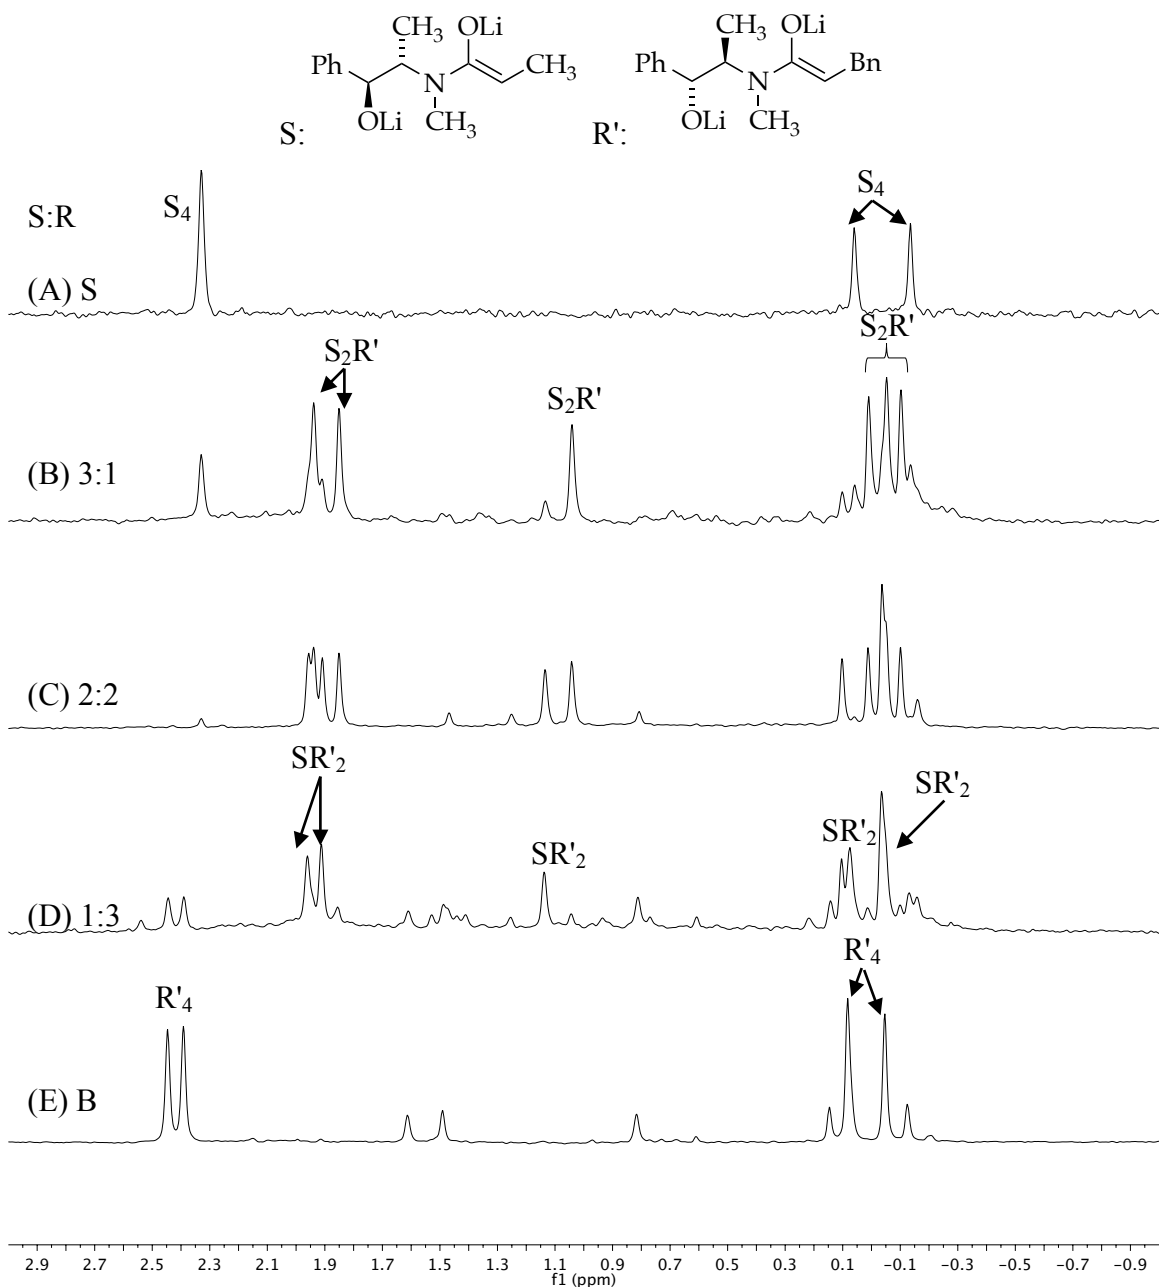 CH₃ OLi
Ph N CH₃
OLi CH₃
S:
CH₃ OLi
Ph N Bn
OLi CH₃
R':
S:R
S₄ S₄
(A) S
S₂R' S₂R' S₂R'
(B) 3:1
(C) 2:2
SR'₂ SR'₂ SR'₂ SR'₂
(D) 1:3
R'₄ R'₄
(E) B
2.9 2.7 2.5 2.3 2.1 1.9 1.7 1.5 1.3 1.1 0.9 0.7 0.5 0.3 0.1 -0.1 -0.3 -0.5 -0.7 -0.9
f1 (ppm)